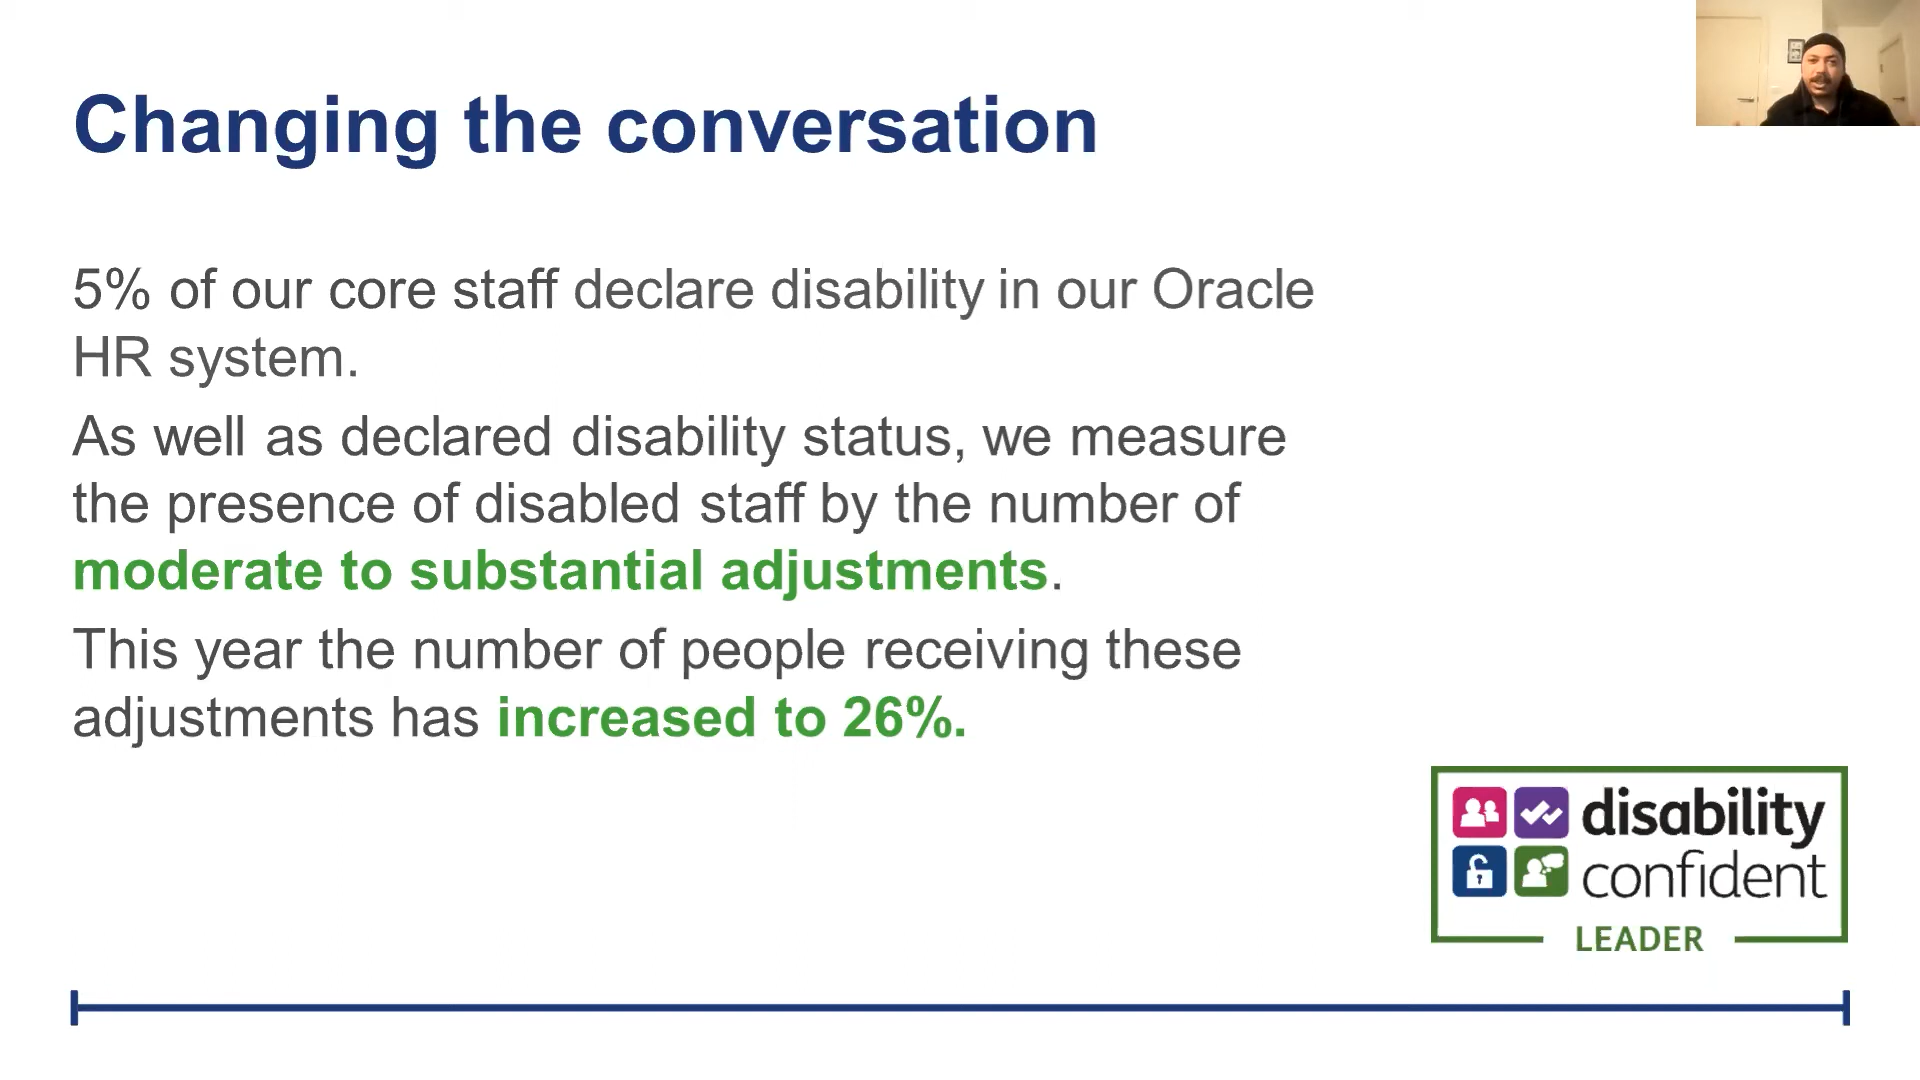 Changing the conversation
5% of our core staff declare disability in our Oracle
HR system.
As well as declared disability status, we measure
the presence of disabled staff by the number of
moderate to substantial adjustments.
This year the number of people receiving these
adjustments has increased to 26%.
disability
confident
LEADER